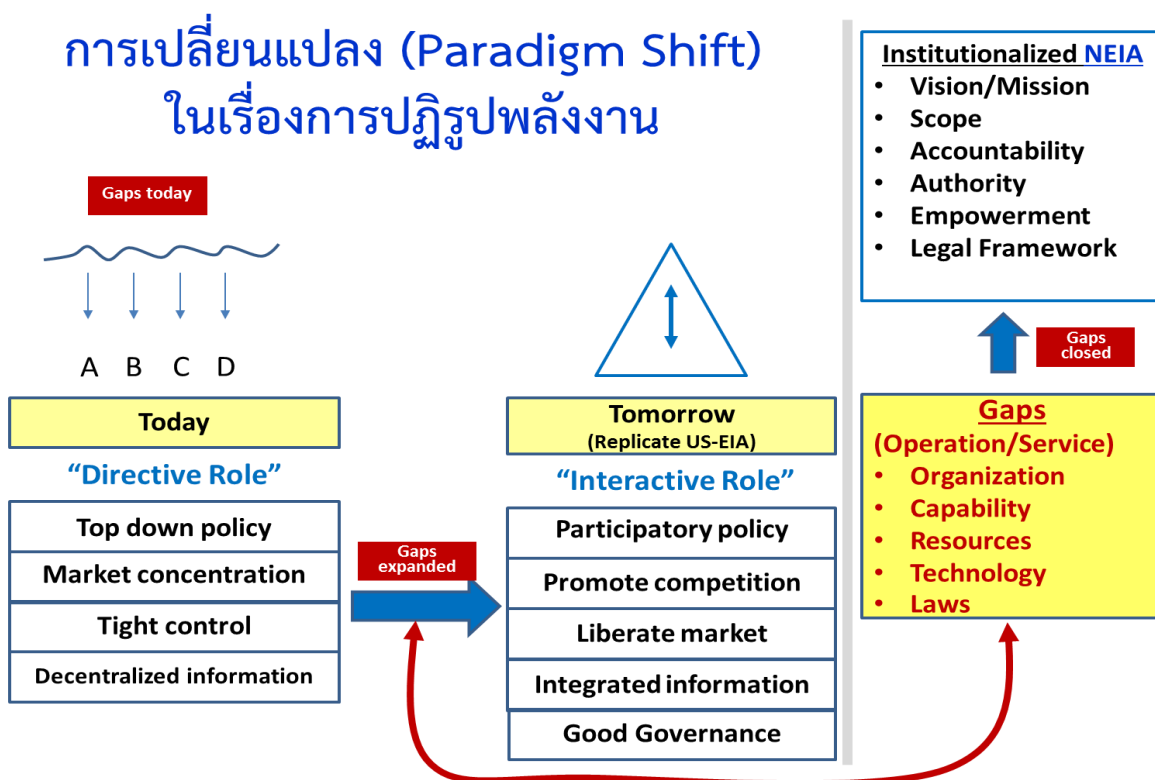 การเปลี่ยนแปลง (Paradigm Shift)
ในเรื่องการปฏิรูปพลังงาน
Gaps today
A B C D
Today
“Directive Role”
Top down policy
Market concentration
Tight control
Decentralized information
Gaps
expanded
Tomorrow
(Replicate US-EIA)
“Interactive Role”
Participatory policy
Promote competition
Liberate market
Integrated information
Good Governance
Institutionalized NEIA
• Vision/Mission
• Scope
• Accountability
• Authority
• Empowerment
• Legal Framework
Gaps
closed
Gaps
(Operation/Service)
• Organization
• Capability
• Resources
• Technology
• Laws